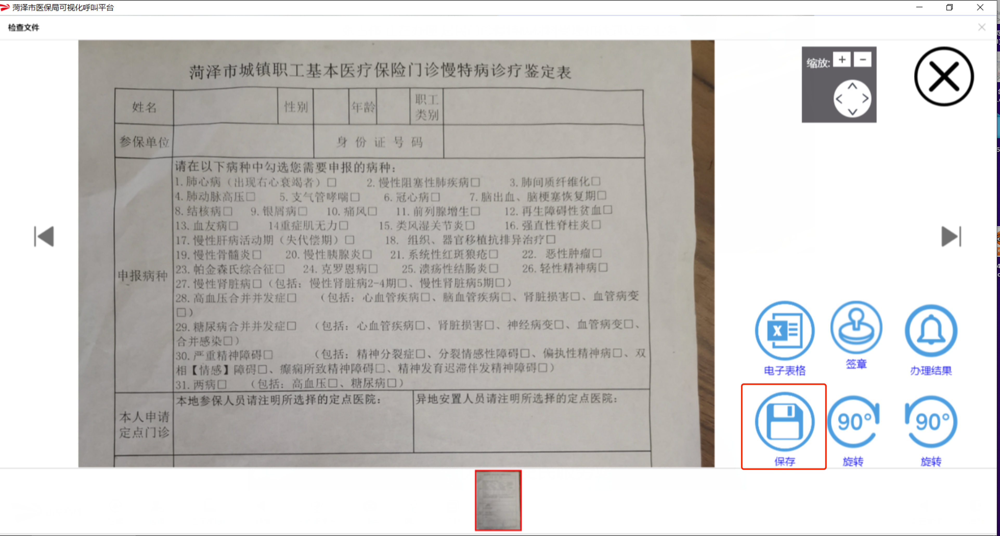 菏泽市医保局可视化呼叫平台
检查文件
缩放: + −
菏泽市城镇职工基本医疗保险门诊慢特病诊疗鉴定表
姓名 性别 年龄 职工类别
参保单位 身份证号码
申报病种
请在以下病种中勾选您需要申报的病种：
1.肺心病（出现右心衰竭者）□ 2.慢性阻塞性肺疾病□ 3.肺间质纤维化□
4.肺动脉高压□ 5.支气管哮喘□ 6.冠心病□ 7.脑出血、脑梗塞恢复期□
8.结核病□ 9.银屑病□ 10.痛风□ 11.前列腺增生□ 12.再生障碍性贫血□
13.血友病□ 14重症肌无力□ 15.类风湿关节炎□ 16.强直性脊柱炎□
17.慢性肝病活动期（失代偿期）□ 18. 组织、器官移植抗排异治疗□
19.慢性骨髓炎□ 20.慢性胰腺炎□ 21.系统性红斑狼疮□ 22. 恶性肿瘤□
23.帕金森氏综合征□ 24.克罗恩病□ 25.溃疡性结肠炎□ 26.轻性精神病□
27.慢性肾脏病□（包括：慢性肾脏病2-4期□、慢性肾脏病5期□）
28.高血压合并并发症□ （包括：心血管疾病□、脑血管疾病□、肾脏损害□、血管病变
□）
29.糖尿病合并并发症□ （包括：心血管疾病□、肾脏损害□、神经病变□、血管病变□、
合并感染□）
30.严重精神障碍□ （包括：精神分裂症□、分裂情感性障碍□、偏执性精神病□、双
相【情感】障碍□、癫痫所致精神障碍□、精神发育迟滞伴发精神障碍□）
31.两病□ （包括：高血压□、糖尿病□）
本人申请
定点门诊
本地参保人员请注明所选择的定点医院： 异地安置人员请注明所选择的定点医院：
电子表格 签章 办理结果
90° 90°
保存 旋转 旋转